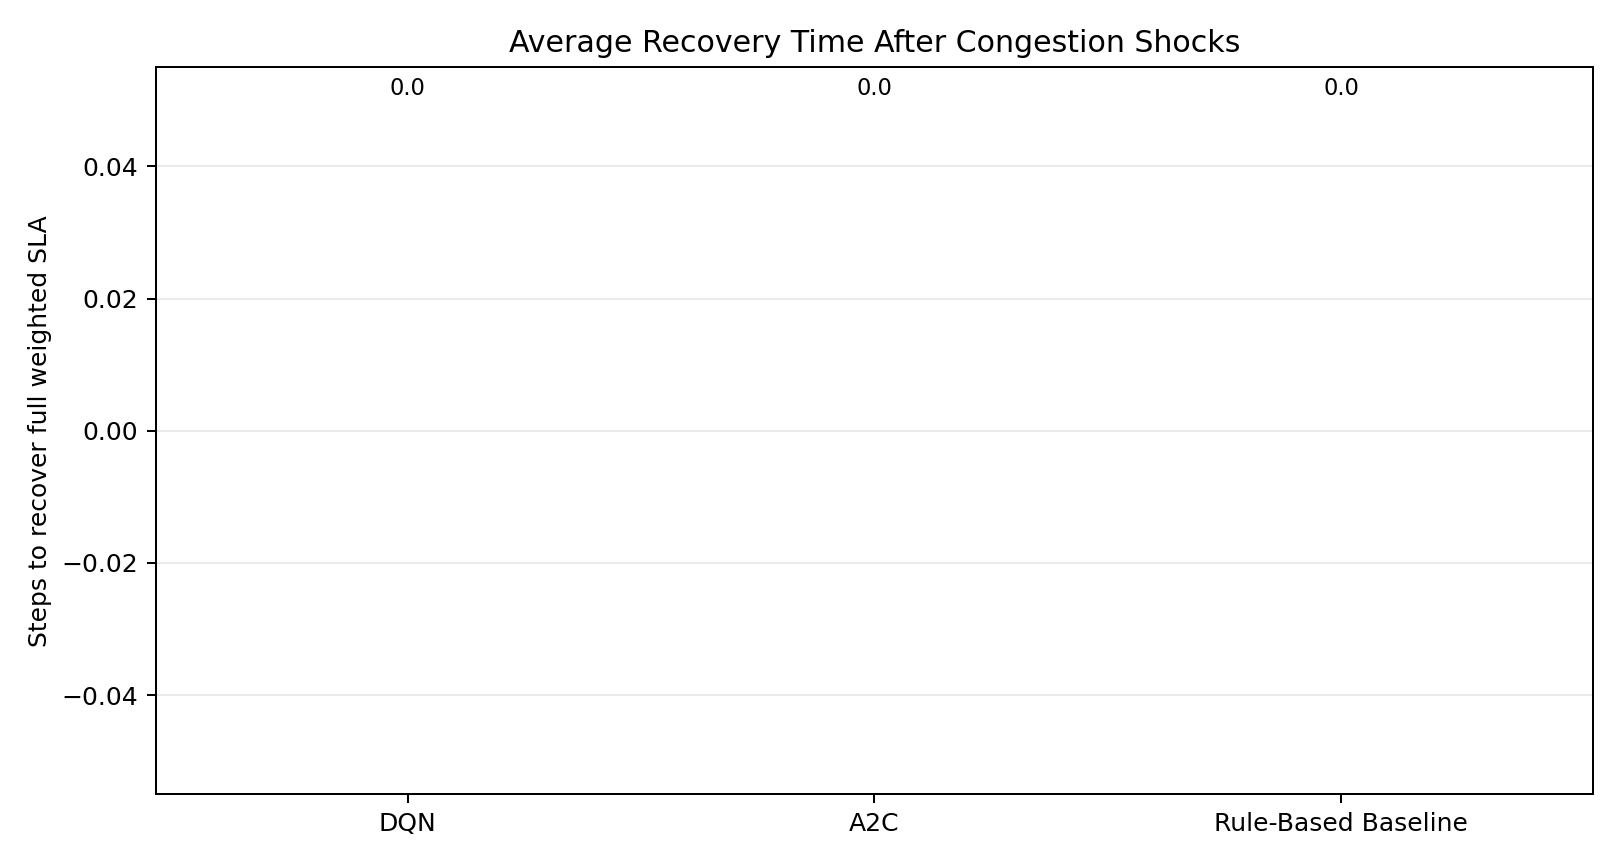 Average Recovery Time After Congestion Shocks
0.0 0.0 0.0
0.04
0.02
0.00
−0.02
−0.04
Steps to recover full weighted SLA
DQN A2C Rule-Based Baseline